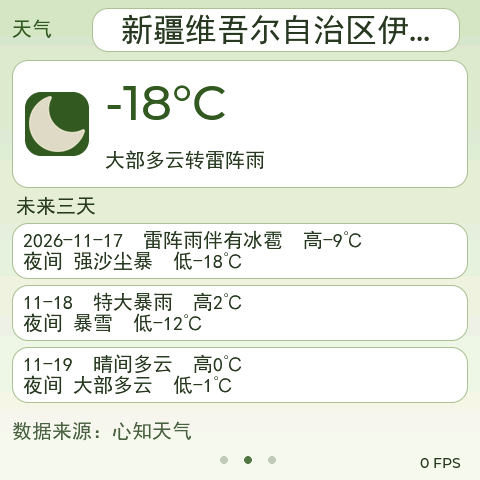 天气
新疆维吾尔自治区伊...
-18°C
大部多云转雷阵雨
未来三天
2026-11-17  雷阵雨伴有冰雹  高-9℃
夜间 强沙尘暴  低-18℃
11-18  特大暴雨  高2℃
夜间 暴雪  低-12℃
11-19  晴间多云  高0℃
夜间 大部多云  低-1℃
数据来源：心知天气
0 FPS